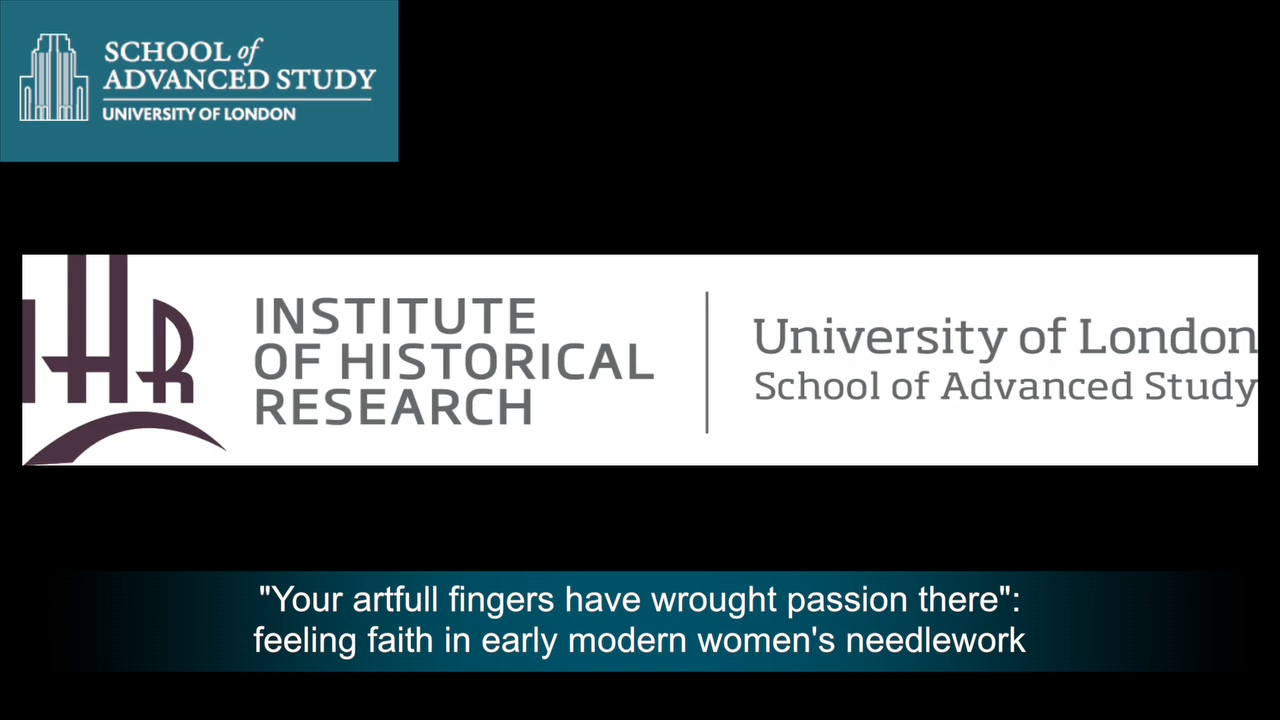 SCHOOL of
ADVANCED STUDY
UNIVERSITY OF LONDON
IHR
INSTITUTE
OF HISTORICAL
RESEARCH
University of London
School of Advanced Study
"Your artfull fingers have wrought passion there":
feeling faith in early modern women's needlework